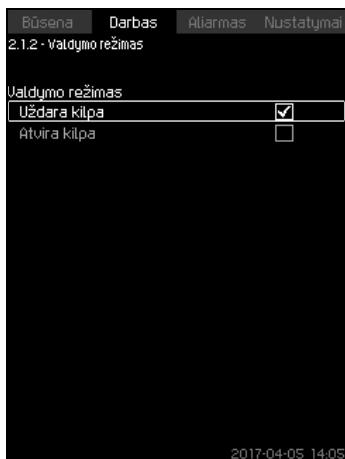 Būsena Darbas Aliarmas Nustatymai
2.1.2 - Valdymo režimas
Valdymo režimas
Uždara kilpa
Atvira kilpa
2017-04-05 14:05